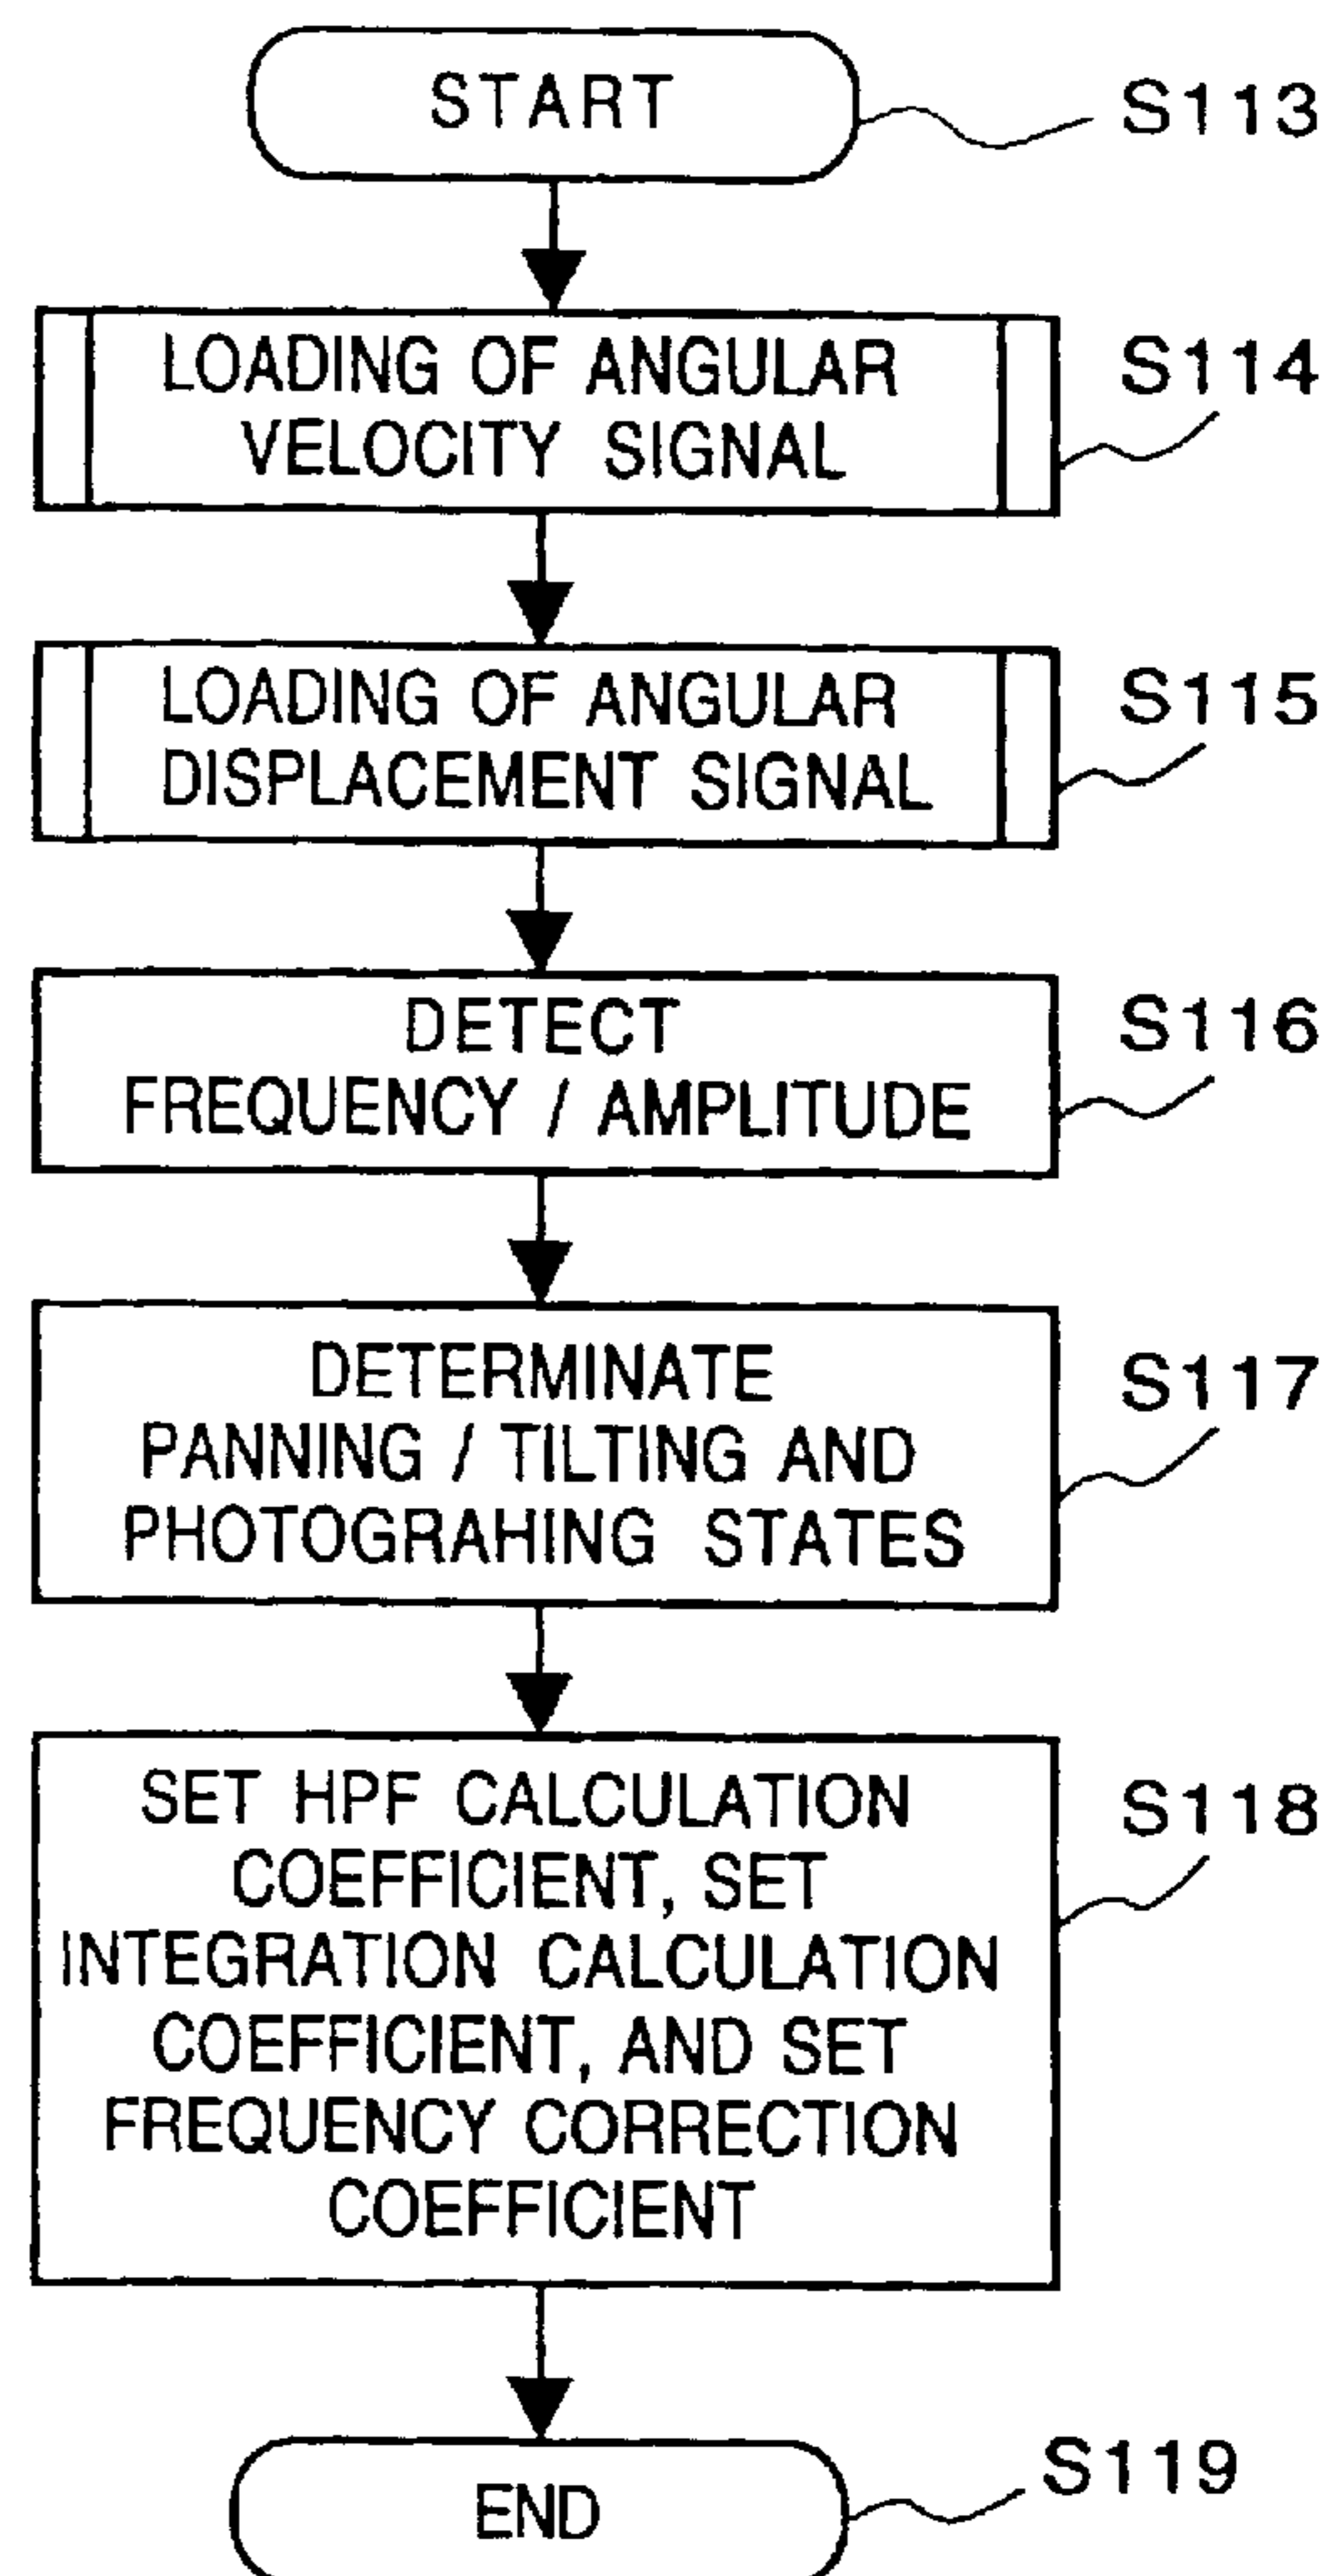 START
S113
LOADING OF ANGULAR
VELOCITY SIGNAL
S114
LOADING OF ANGULAR
DISPLACEMENT SIGNAL
S115
DETECT
FREQUENCY / AMPLITUDE
S116
DETERMINATE
PANNING / TILTING AND
PHOTOGRAHING STATES
S117
SET HPF CALCULATION
COEFFICIENT, SET
INTEGRATION CALCULATION
COEFFICIENT, AND SET
FREQUENCY CORRECTION
COEFFICIENT
S118
END
S119